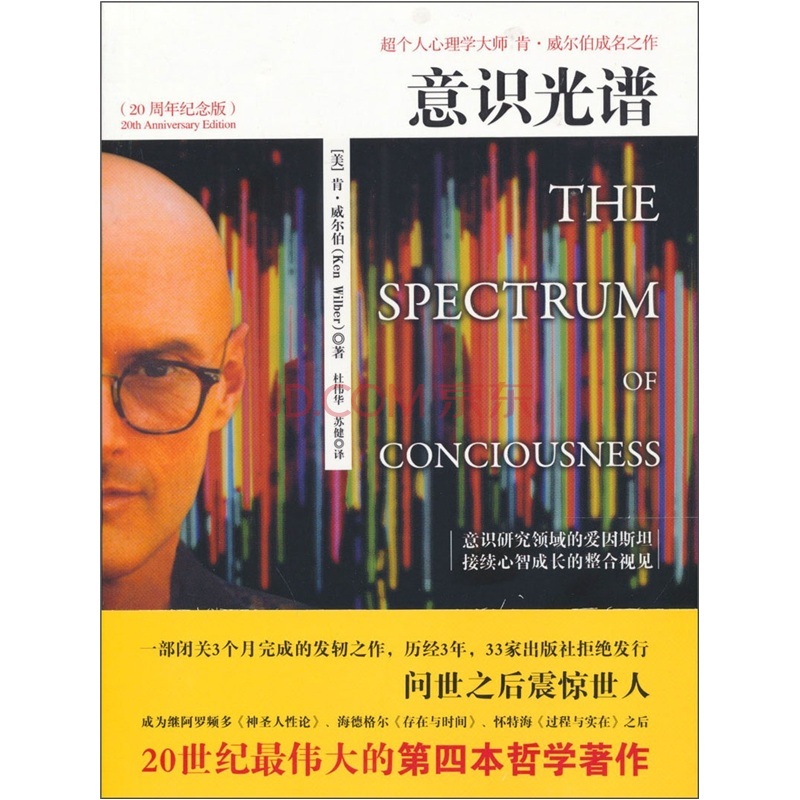 超个人心理学大师 肯·威尔伯成名之作
意识光谱
（20 周年纪念版）
20th Anniversary Edition
[美] 肯·威尔伯(Ken Wilber)◎著
杜伟华 苏健◎译
THE
SPECTRUM
OF
CONCIOUSNESS
JD.COM 京东
意识研究领域的爱因斯坦
接续心智成长的整合视见
一部闭关3个月完成的发轫之作，历经3年，33家出版社拒绝发行
问世之后震惊世人
成为继阿罗频多《神圣人性论》、海德格尔《存在与时间》、怀特海《过程与实在》之后
20世纪最伟大的第四本哲学著作